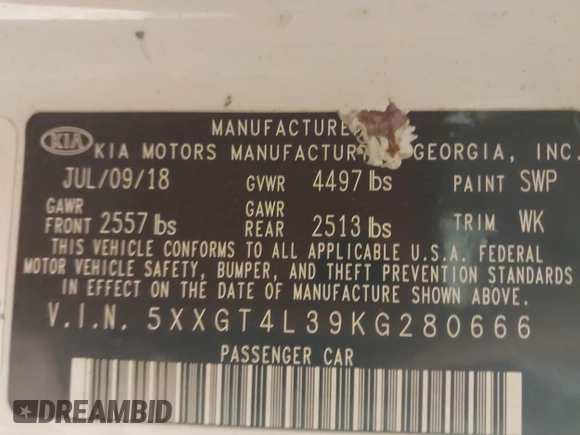 MANUFACTURE
KIA KIA MOTORS MANUFACTUR GEORGIA, INC.
JUL/09/18 GVWR 4497 lbs PAINT SWP
GAWR FRONT 2557 lbs GAWR REAR 2513 lbs TRIM WK
THIS VEHICLE CONFORMS TO ALL APPLICABLE U.S.A. FEDERAL
MOTOR VEHICLE SAFETY, BUMPER, AND THEFT PREVENTION STANDARDS
IN EFFECT ON THE DATE OF MANUFACTURE SHOWN ABOVE.
V.I.N. 5XXGT4L39KG280666
PASSENGER CAR
DREAMBID